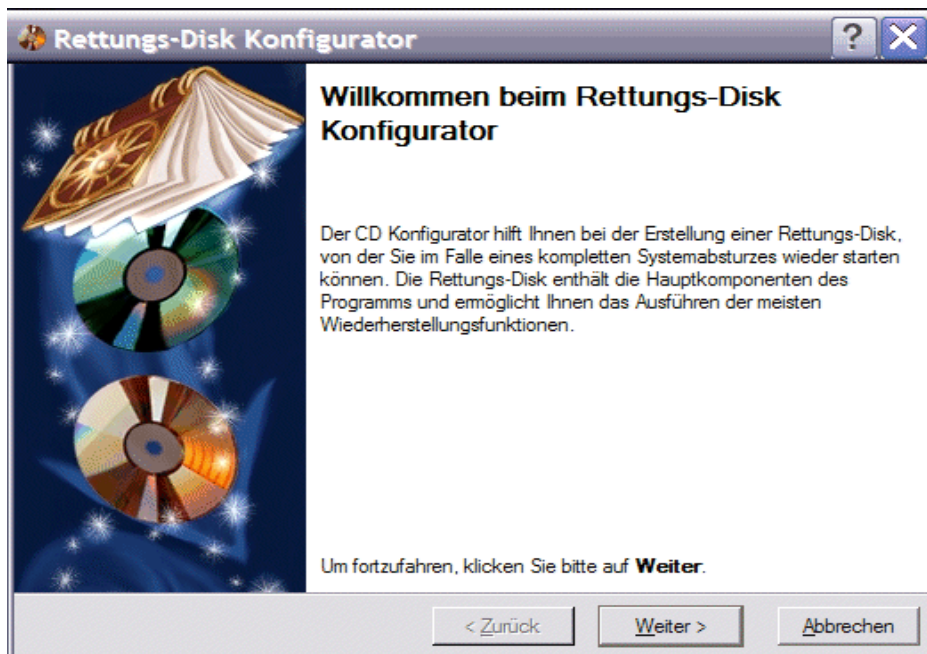 Rettungs-Disk Konfigurator
?
Willkommen beim Rettungs-Disk
Konfigurator
Der CD Konfigurator hilft Ihnen bei der Erstellung einer Rettungs-Disk,
von der Sie im Falle eines kompletten Systemabsturzes wieder starten
können. Die Rettungs-Disk enthält die Hauptkomponenten des
Programms und ermöglicht Ihnen das Ausführen der meisten
Wiederherstellungsfunktionen.
Um fortzufahren, klicken Sie bitte auf Weiter.
< Zurück
Weiter >
Abbrechen